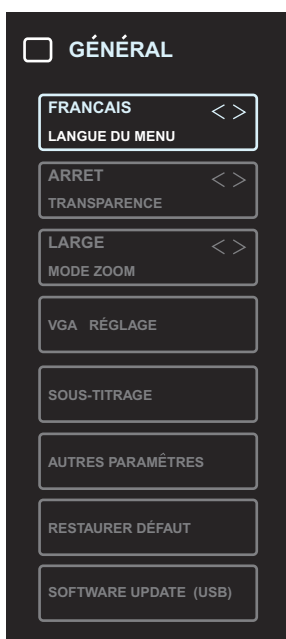 GÉNÉRAL
FRANCAIS < >
LANGUE DU MENU
ARRET < >
TRANSPARENCE
LARGE < >
MODE ZOOM
VGA RÉGLAGE
SOUS-TITRAGE
AUTRES PARAMÊTRES
RESTAURER DÉFAUT
SOFTWARE UPDATE (USB)